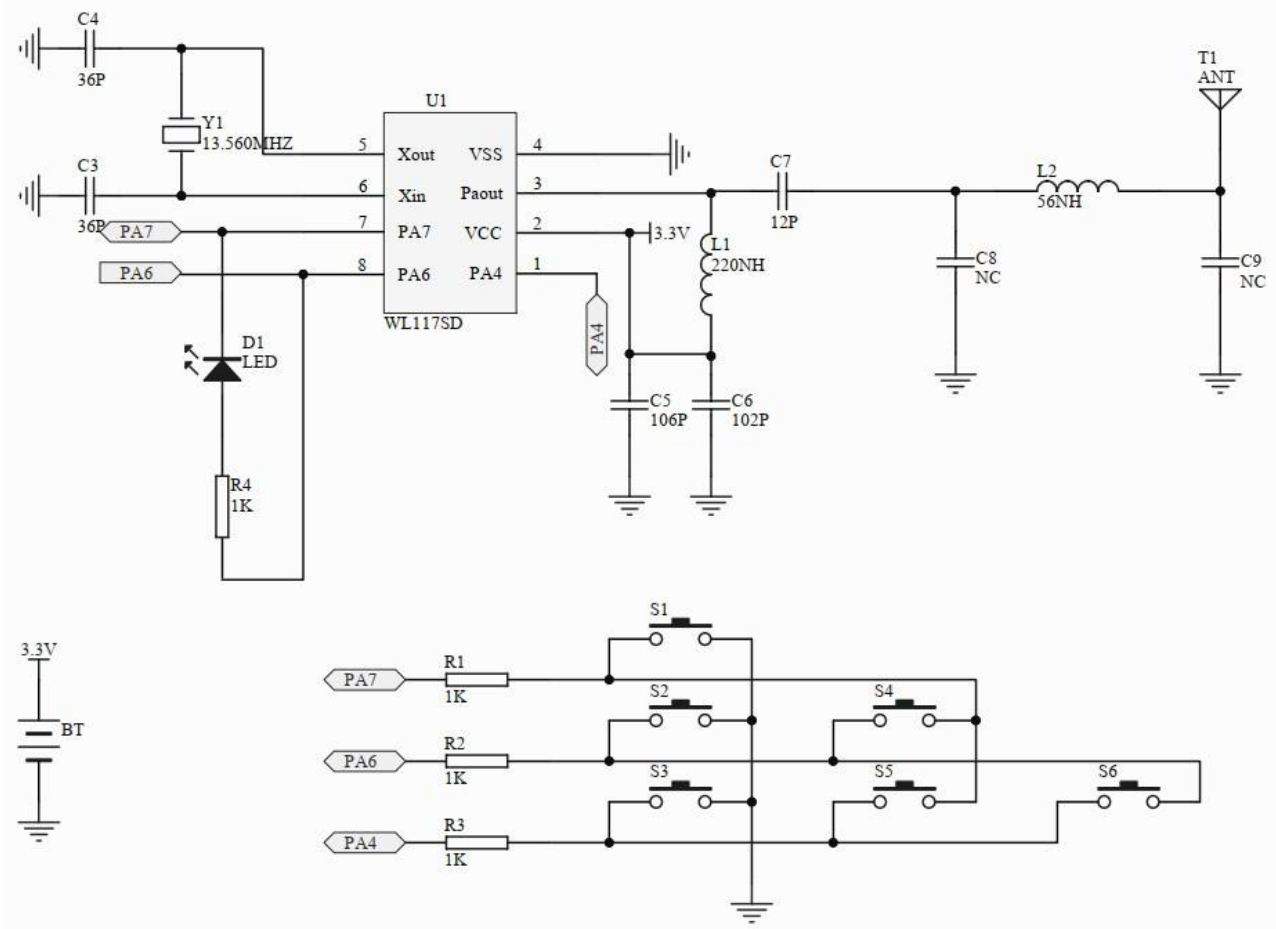 C4
36P
Y1
13.560MHZ
C3
36P
PA7
PA6
U1
5 Xout VSS 4
6 Xin Paout 3
7 PA7 VCC 2
8 PA6 PA4 1
WL117SD
3.3V
PA4
L1
220NH
C7
12P
L2
56NH
T1
ANT
C8
NC
C9
NC
D1
LED
C5
106P
C6
102P
R4
1K
3.3V
BT
S1
PA7
R1
1K
S2
S4
PA6
R2
1K
S3
S5
S6
PA4
R3
1K